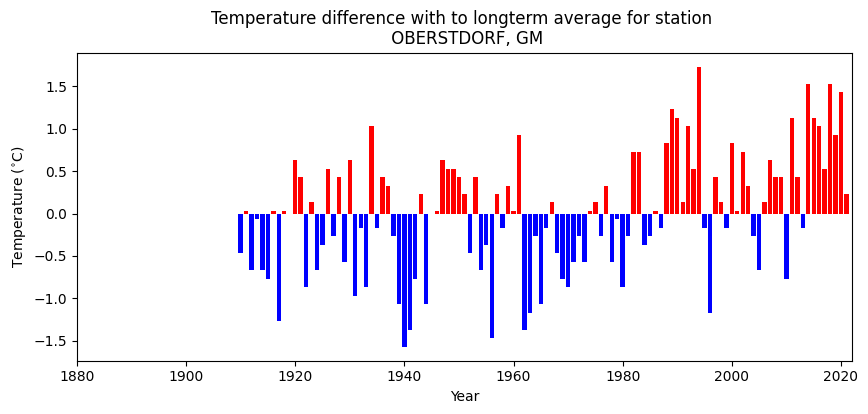 Temperature difference with to longterm average for station
OBERSTDORF, GM
Temperature (°C)
1.5
1.0
0.5
0.0
−0.5
−1.0
−1.5
1880 1900 1920 1940 1960 1980 2000 2020
Year